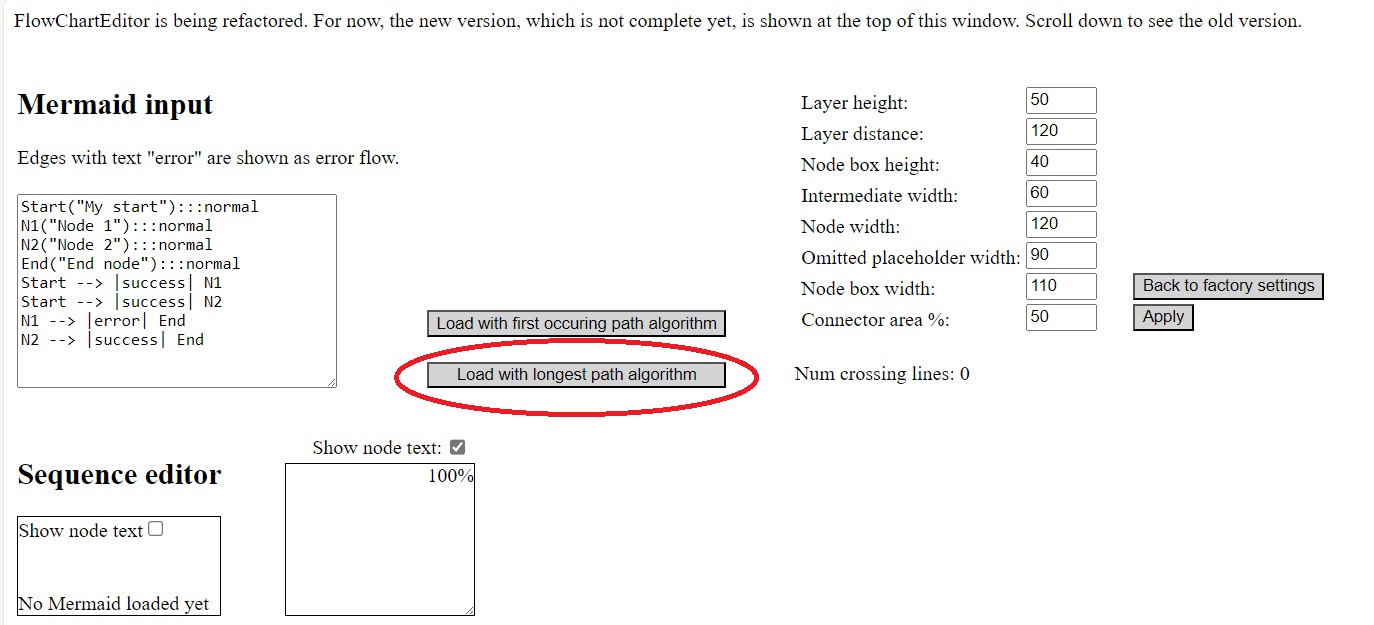 FlowChartEditor is being refactored. For now, the new version, which is not complete yet, is shown at the top of this window. Scroll down to see the old version.
Mermaid input
Edges with text "error" are shown as error flow.
Start("My start"):::normal
N1("Node 1"):::normal
N2("Node 2"):::normal
End("End node"):::normal
Start --> |success| N1
Start --> |success| N2
N1 --> |error| End
N2 --> |success| End
Load with first occuring path algorithm
Load with longest path algorithm
Layer height: 50
Layer distance: 120
Node box height: 40
Intermediate width: 60
Node width: 120
Omitted placeholder width: 90
Node box width: 110
Connector area %: 50
Back to factory settings
Apply
Num crossing lines: 0
Sequence editor
Show node text
No Mermaid loaded yet
Show node text:
100%